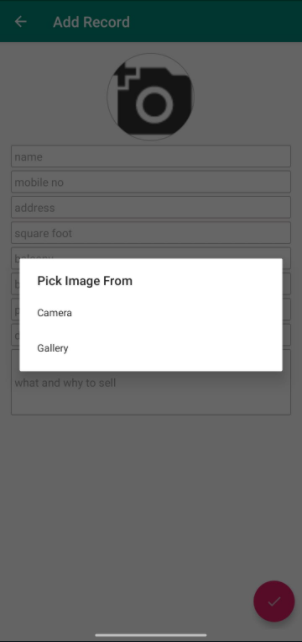 Add Record
name
mobile no
address
square foot
Pick Image From
Camera
Gallery
what and why to sell